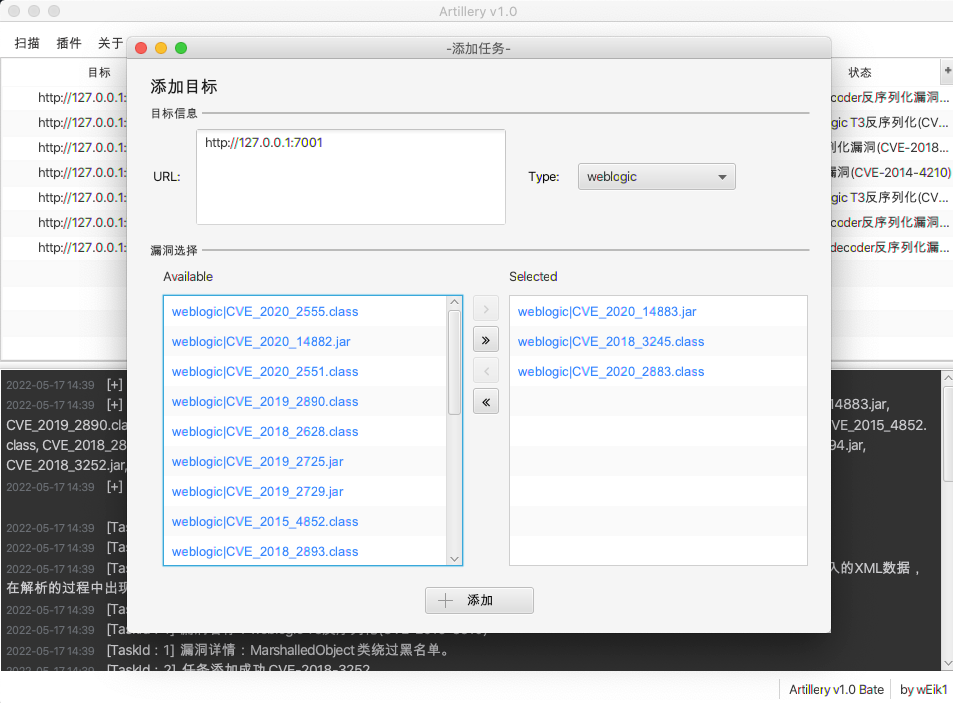 Artillery v1.0
扫描 插件 关于
-添加任务-
目标
状态
添加目标
目标信息
http://127.0.0.1:
coder反序列化漏洞...
http://127.0.0.1:
gic T3反序列化(CV...
http://127.0.0.1:
列化漏洞(CVE-2018...
http://127.0.0.1:
漏洞(CVE-2014-4210)
http://127.0.0.1:
gic T3反序列化(CV...
http://127.0.0.1:
coder反序列化漏洞...
http://127.0.0.1:
decoder反序列化漏...
URL:
http://127.0.0.1:7001
Type:
weblogic
漏洞选择
Available
Selected
weblogic|CVE_2020_2555.class
weblogic|CVE_2020_14882.jar
weblogic|CVE_2020_2551.class
weblogic|CVE_2019_2890.class
weblogic|CVE_2018_2628.class
weblogic|CVE_2019_2725.jar
weblogic|CVE_2019_2729.jar
weblogic|CVE_2015_4852.class
weblogic|CVE_2018_2893.class
weblogic|CVE_2020_14883.jar
weblogic|CVE_2018_3245.class
weblogic|CVE_2020_2883.class
添加
2022-05-17 14:39 [+]
2022-05-17 14:39 [+]
14883.jar,
CVE_2019_2890.cla
VE_2015_4852.
class, CVE_2018_28
94.jar,
CVE_2018_3252.jar,
2022-05-17 14:39 [+]
2022-05-17 14:39 [Tas
2022-05-17 14:39 [Tas
2022-05-17 14:39 [Tas
入的XML数据，
在解析的过程中出现
2022-05-17 14:39 [Tas
2022-05-17 14:39
2022-05-17 14:39 [TaskId : 1] 漏洞详情：MarshalledObject 类绕过黑名单。
2022-05-17 14:39 [TaskId : 2] 任务添加成功 CVE-2018-3252
Artillery v1.0 Bate
by wEik1